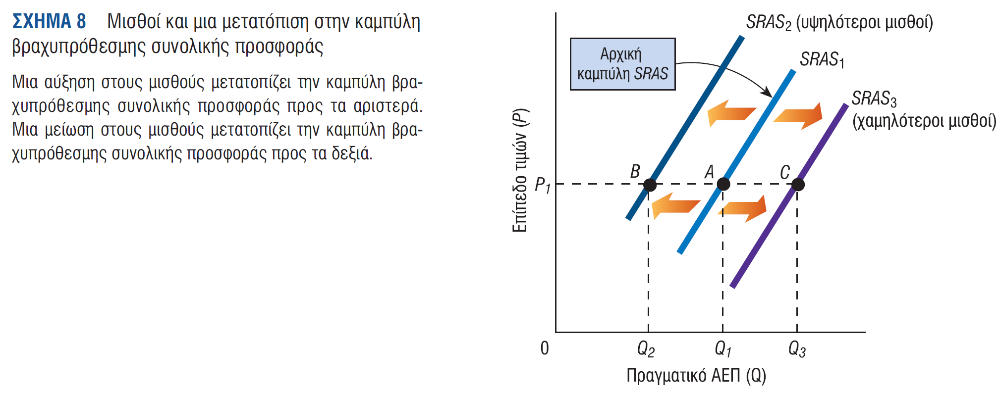 ΣΧΗΜΑ 8 Μισθοί και μια μετατόπιση στην καμπύλη
βραχυπρόθεσμης συνολικής προσφοράς
Μια αύξηση στους μισθούς μετατοπίζει την καμπύλη βρα-
χυπρόθεσμης συνολικής προσφοράς προς τα αριστερά.
Μια μείωση στους μισθούς μετατοπίζει την καμπύλη βρα-
χυπρόθεσμης συνολικής προσφοράς προς τα δεξιά.
SRAS2 (υψηλότεροι μισθοί)
Αρχική
καμπύλη SRAS
SRAS1
SRAS3
(χαμηλότεροι μισθοί)
Επίπεδο τιμών (P)
B
A
C
P1
0
Q2
Q1
Q3
Πραγματικό ΑΕΠ (Q)